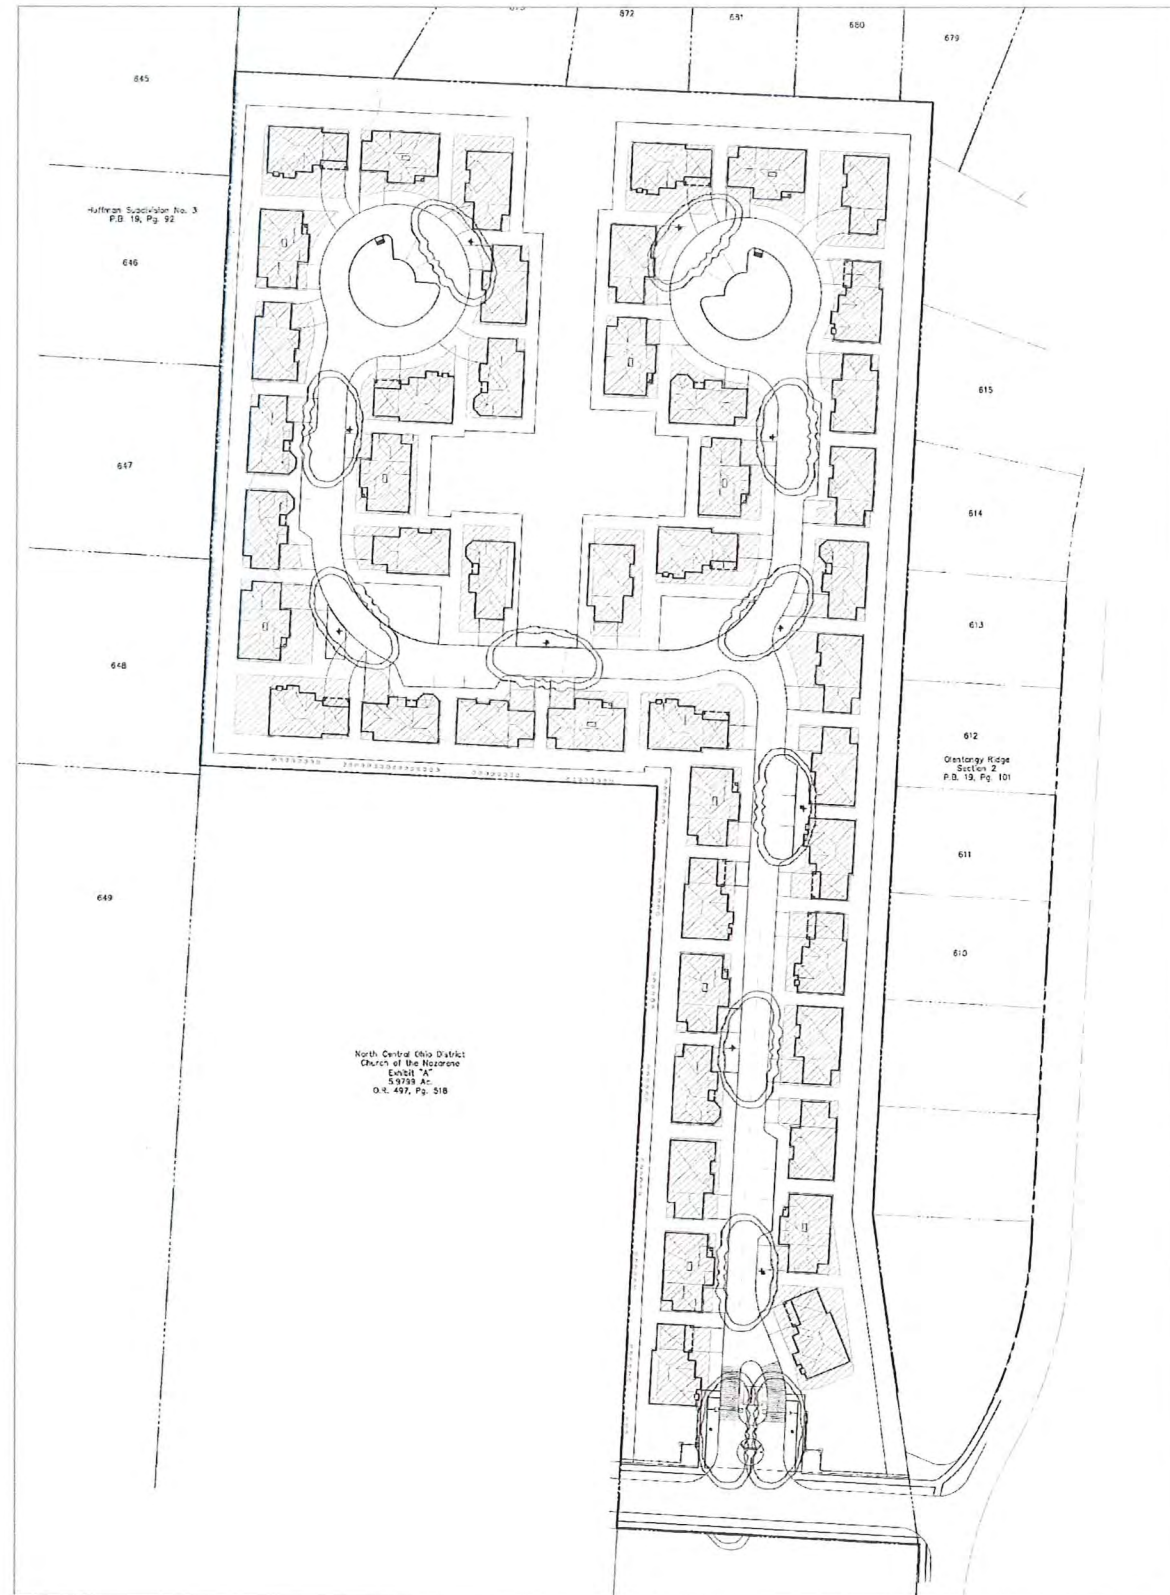 672
681
680
679
645
Huffman Subdivision No. 3
P.B. 19, Pg. 92
646
615
647
614
613
648
612
Olentangy Ridge
Section 2
P.B. 19, Pg. 101
611
649
610
North Central Ohio District
Church of the Nazarene
Exhibit "A"
5.9799 Ac.
O.R. 497, Pg. 518